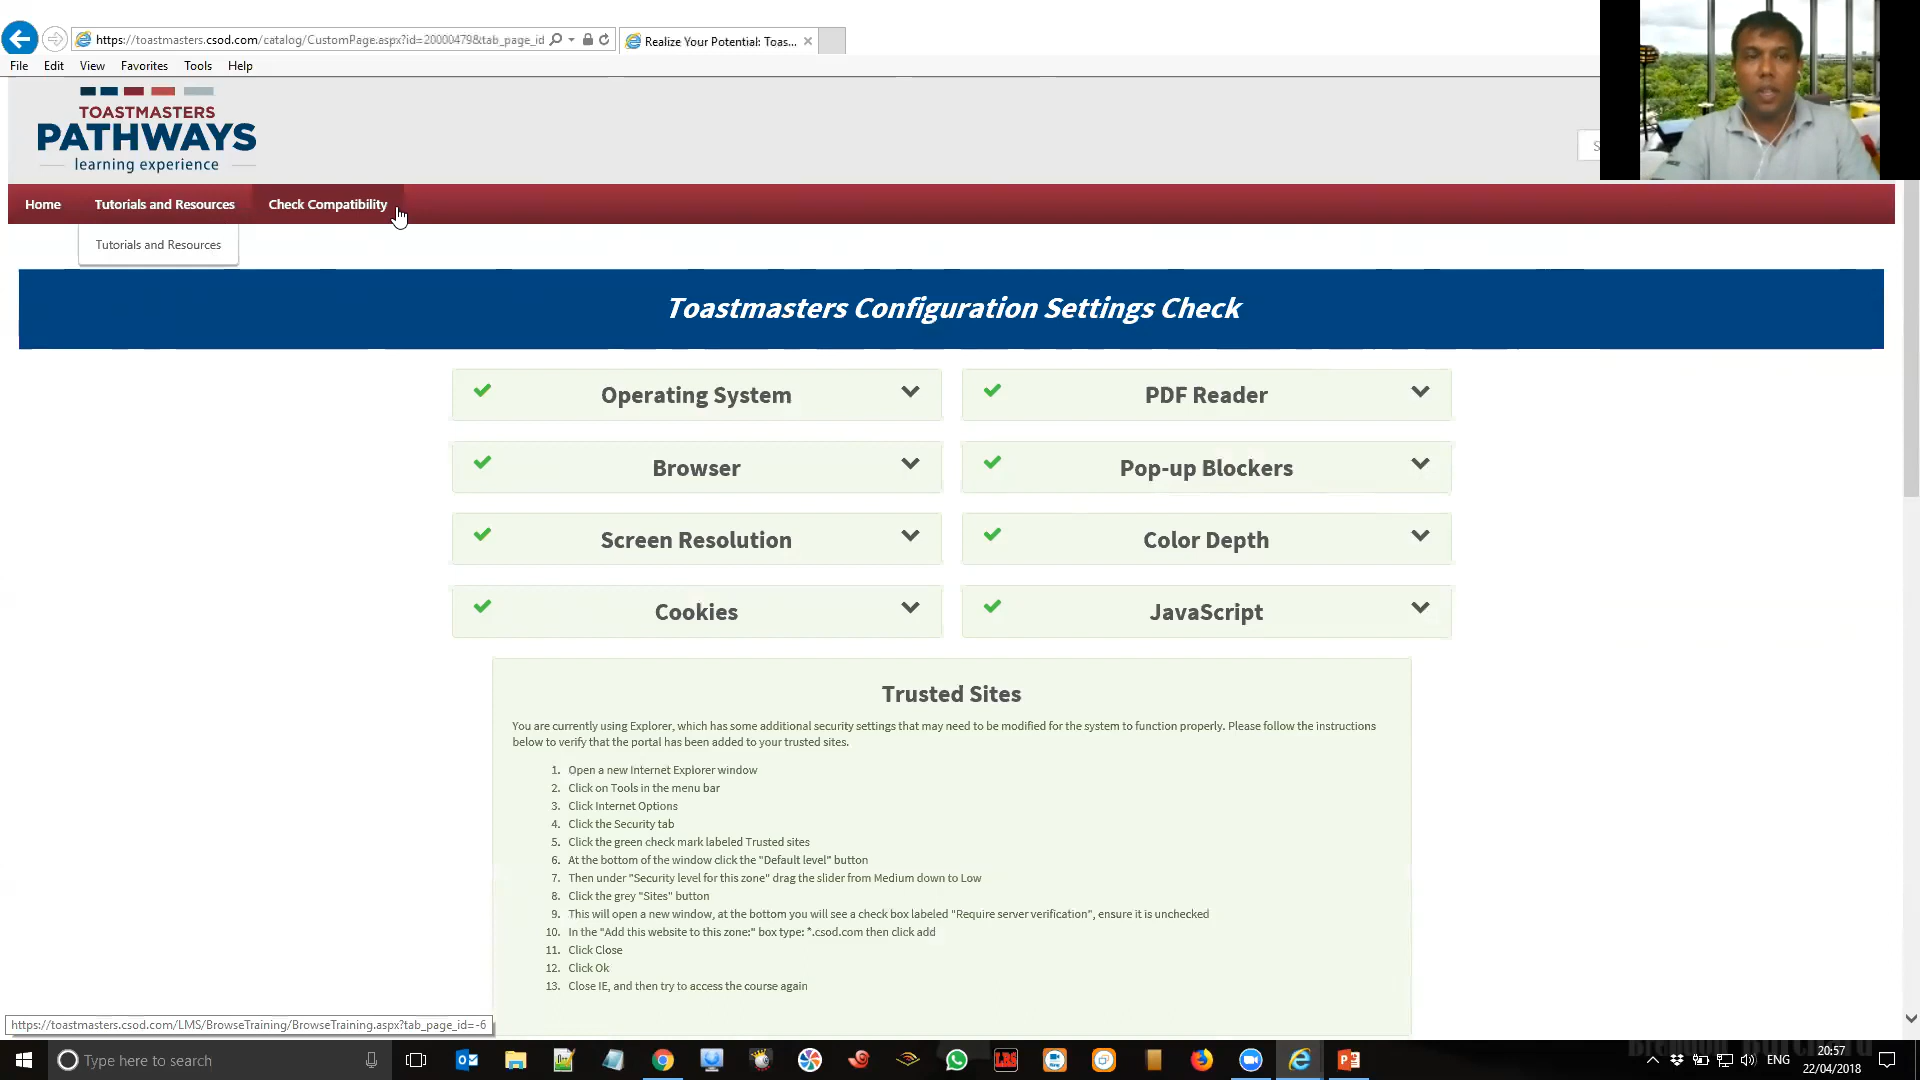 https://toastmasters.csod.com/catalog/CustomPage.aspx?id=20000479&tab_page_id
Realize Your Potential: Toas...
File Edit View Favorites Tools Help
TOASTMASTERS
PATHWAYS
learning experience
S
Home Tutorials and Resources Check Compatibility
Tutorials and Resources
Toastmasters Configuration Settings Check
Operating System PDF Reader
Browser Pop-up Blockers
Screen Resolution Color Depth
Cookies JavaScript
Trusted Sites
You are currently using Explorer, which has some additional security settings that may need to be modified for the system to function properly. Please follow the instructions
below to verify that the portal has been added to your trusted sites.
1. Open a new Internet Explorer window
2. Click on Tools in the menu bar
3. Click Internet Options
4. Click the Security tab
5. Click the green check mark labeled Trusted sites
6. At the bottom of the window click the "Default level" button
7. Then under "Security level for this zone" drag the slider from Medium down to Low
8. Click the grey "Sites" button
9. This will open a new window, at the bottom you will see a check box labeled "Require server verification", ensure it is unchecked
10. In the "Add this website to this zone:" box type: *.csod.com then click add
11. Click Close
12. Click Ok
13. Close IE, and then try to access the course again
https://toastmasters.csod.com/LMS/BrowseTraining/BrowseTraining.aspx?tab_page_id=-6
Type here to search
LRS
ENG
20:57
22/04/2018